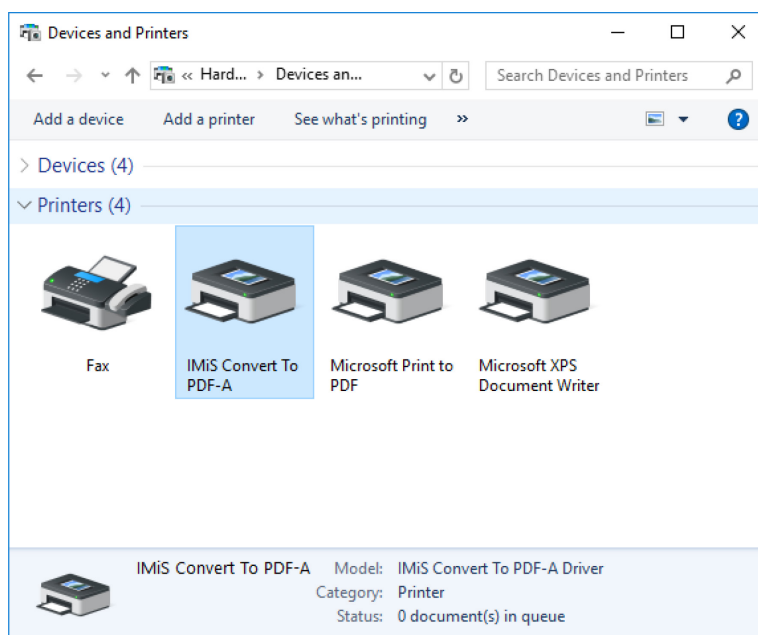 Devices and Printers
« Hard... > Devices an... Search Devices and Printers
Add a device Add a printer See what's printing » ?
Devices (4)
Printers (4)
Fax
IMiS Convert To
PDF-A
Microsoft Print to
PDF
Microsoft XPS
Document Writer
IMiS Convert To PDF-A Model: IMiS Convert To PDF-A Driver
Category: Printer
Status: 0 document(s) in queue